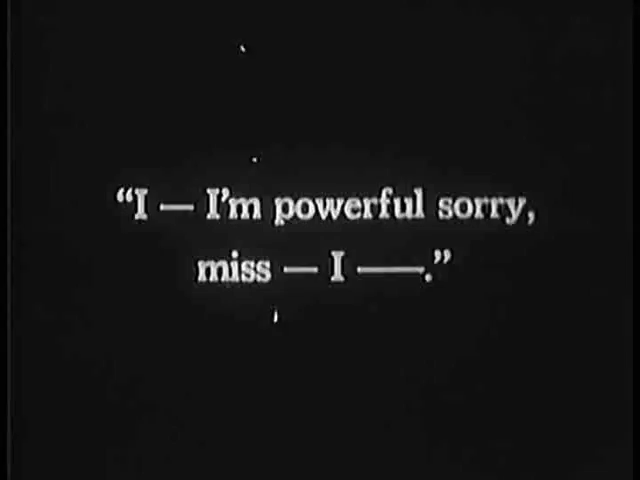 “I — I’m powerful sorry,
miss — I ——.”